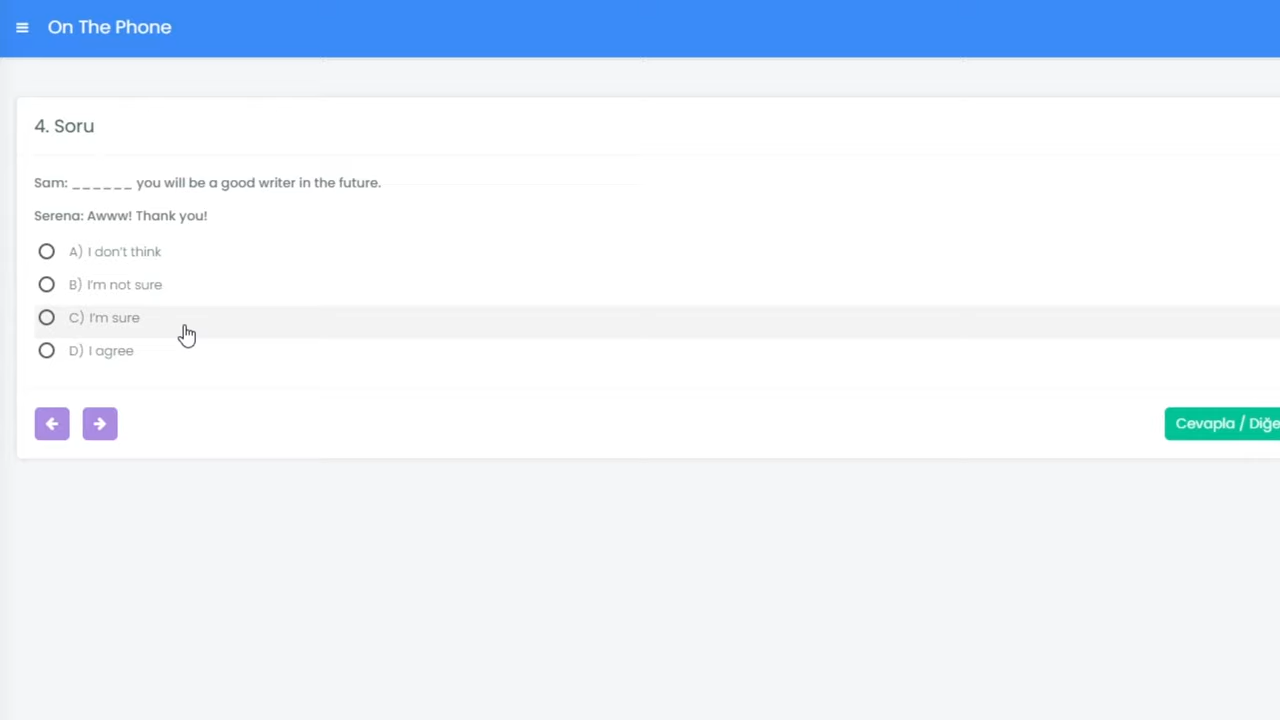 On The Phone
4. Soru
Sam: ______ you will be a good writer in the future.
Serena: Awww! Thank you!
A) I don't think
B) I'm not sure
C) I'm sure
D) I agree
Cevapla / Diğe